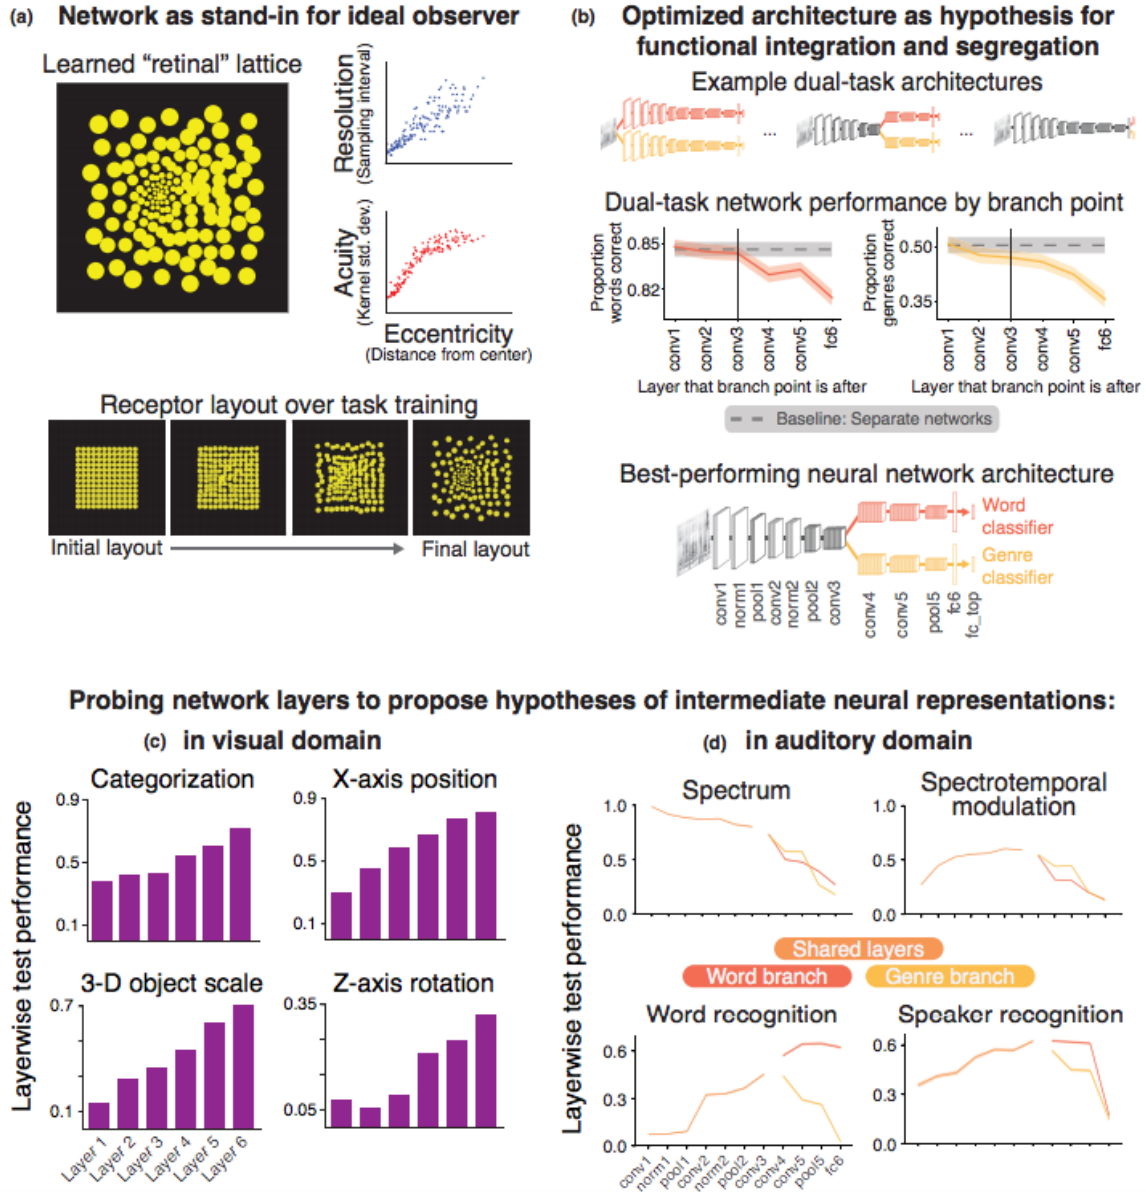 (a) Network as stand-in for ideal observer
Learned “retinal” lattice
Resolution
(Samping interval)
Acuity
(Kernel std. dev.)
Eccentricity
(Distance from center)
Receptor layout over task training
Initial layout
Final layout
(b) Optimized architecture as hypothesis for
functional integration and segregation
Example dual-task architectures
... ...
Dual-task network performance by branch point
Proportion
words correct
0.85
0.82
conv1 conv2 conv3 conv4 conv5 fc6
Layer that branch point is after
Proportion
genres correct
0.50
0.35
conv1 conv2 conv3 conv4 conv5 fc6
Layer that branch point is after
Baseline: Separate networks
Best-performing neural network architecture
Word
classifier
Genre
classifier
conv1 norm1 pool1 conv2 norm2 pool2 conv3 conv4 conv5 pool5 fc6 fc_top
Probing network layers to propose hypotheses of intermediate neural representations:
(c) in visual domain
Layerwise test performance
Categorization
0.9
0.5
0.1
X-axis position
0.9
0.5
0.1
3-D object scale
0.7
0.1
Layer 1 Layer 2 Layer 3 Layer 4 Layer 5 Layer 6
Z-axis rotation
0.35
0.05
(d) in auditory domain
Layerwise test performance
Spectrum
1.0
0.5
0.0
Spectrotemporal
modulation
1.0
0.5
0.0
Shared layers
Word branch
Genre branch
Word recognition
0.6
0.0
conv1 norm1 pool1 conv2 norm2 pool2 conv3 conv4 conv5 pool5 fc6
Speaker recognition
0.6
0.3
0.0